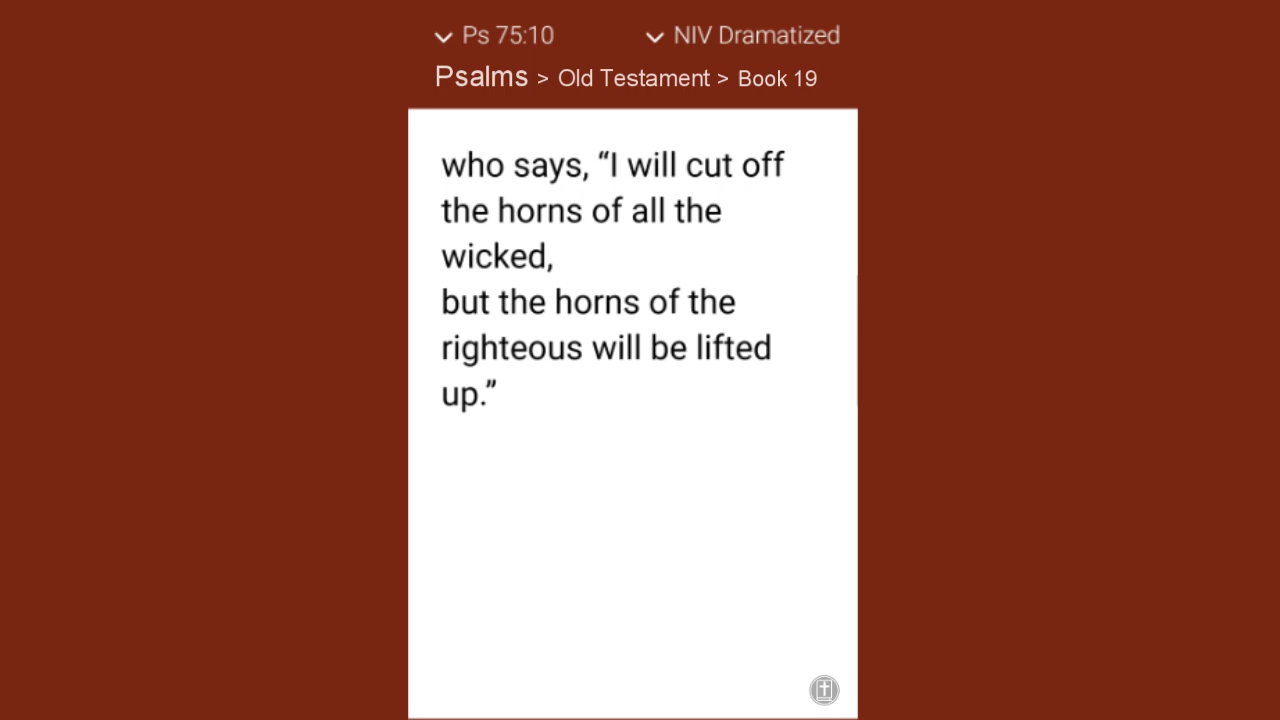 Ps 75:10 NIV Dramatized
Psalms > Old Testament > Book 19
who says, “I will cut off
the horns of all the
wicked,
but the horns of the
righteous will be lifted
up.”